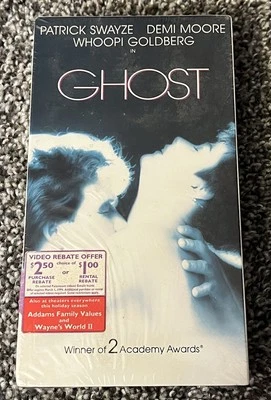 PATRICK SWAYZE DEMI MOORE
WHOOPI GOLDBERG
IN
GHOST
VIDEO REBATE OFFER
$2.50 choice of $1.00
PURCHASE or RENTAL
REBATE REBATE
Also at theaters everywhere
this holiday season
Addams Family Values and
Wayne's World II
Winner of 2 Academy Awards®